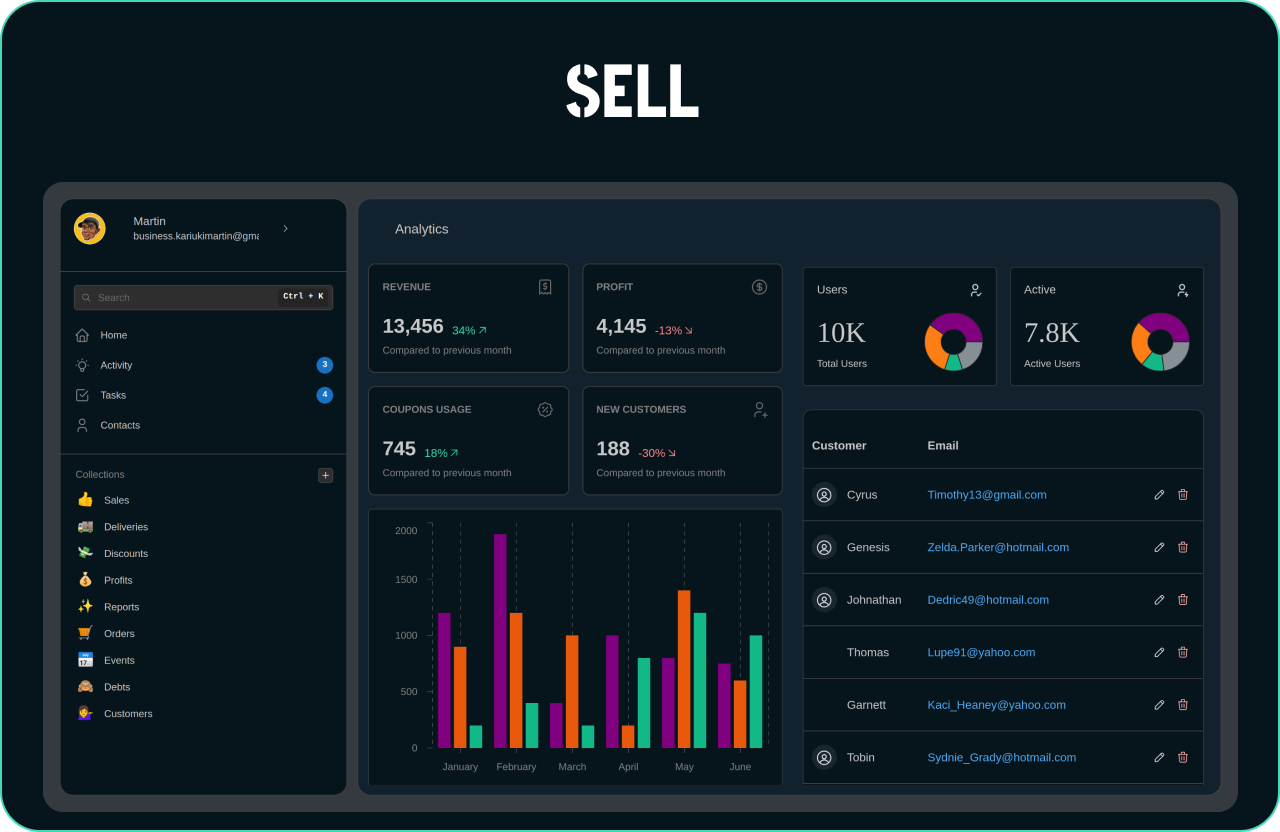 $ELL
Martin
business.kariukimartin@gma
Search
Ctrl + K
Home
Activity 3
Tasks 4
Contacts
Collections
Sales
Deliveries
Discounts
Profits
Reports
Orders
Events
Debts
Customers
Analytics
REVENUE
13,456 34%
Compared to previous month
PROFIT
4,145 -13%
Compared to previous month
COUPONS USAGE
745 18%
Compared to previous month
NEW CUSTOMERS
188 -30%
Compared to previous month
2000
1500
1000
500
0
January February March April May June
Users
10K
Total Users
Active
7.8K
Active Users
Customer Email
Cyrus Timothy13@gmail.com
Genesis Zelda.Parker@hotmail.com
Johnathan Dedric49@hotmail.com
Thomas Lupe91@yahoo.com
Garnett Kaci_Heaney@yahoo.com
Tobin Sydnie_Grady@hotmail.com